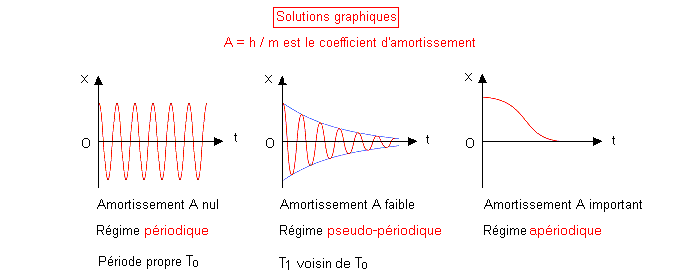 Solutions graphiques
A = h / m est le coefficient d'amortissement
x x x
O t O t O t
Amortissement A nul Amortissement A faible Amortissement A important
Régime périodique Régime pseudo-périodique Régime apériodique
Période propre T₀ T₁ voisin de T₀